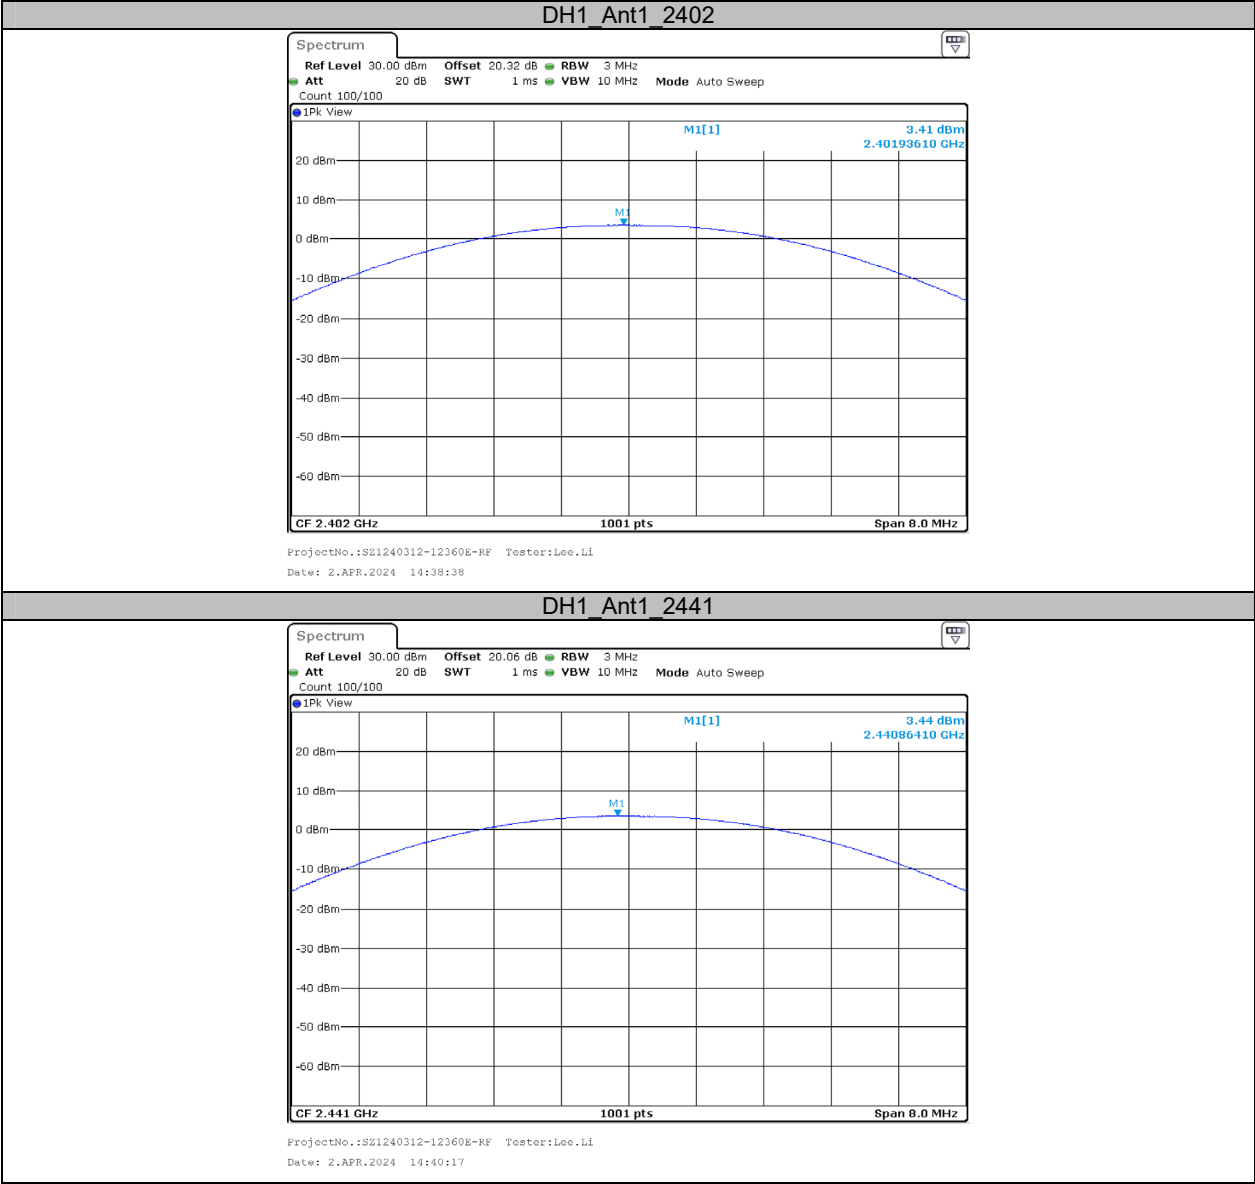 DH1_Ant1_2402
Spectrum
Ref Level 30.00 dBm Offset 20.32 dB RBW 3 MHz
Att 20 dB SWT 1 ms VBW 10 MHz Mode Auto Sweep
Count 100/100
1Pk View
M1[1] 3.41 dBm
2.40193610 GHz
20 dBm
10 dBm
M1
0 dBm
-10 dBm
-20 dBm
-30 dBm
-40 dBm
-50 dBm
-60 dBm
CF 2.402 GHz 1001 pts Span 8.0 MHz
ProjectNo.:SZ1240312-12360E-RF Tester:Lee.Li
Date: 2.APR.2024 14:38:38
DH1_Ant1_2441
Spectrum
Ref Level 30.00 dBm Offset 20.06 dB RBW 3 MHz
Att 20 dB SWT 1 ms VBW 10 MHz Mode Auto Sweep
Count 100/100
1Pk View
M1[1] 3.44 dBm
2.44086410 GHz
20 dBm
10 dBm
M1
0 dBm
-10 dBm
-20 dBm
-30 dBm
-40 dBm
-50 dBm
-60 dBm
CF 2.441 GHz 1001 pts Span 8.0 MHz
ProjectNo.:SZ1240312-12360E-RF Tester:Lee.Li
Date: 2.APR.2024 14:40:17